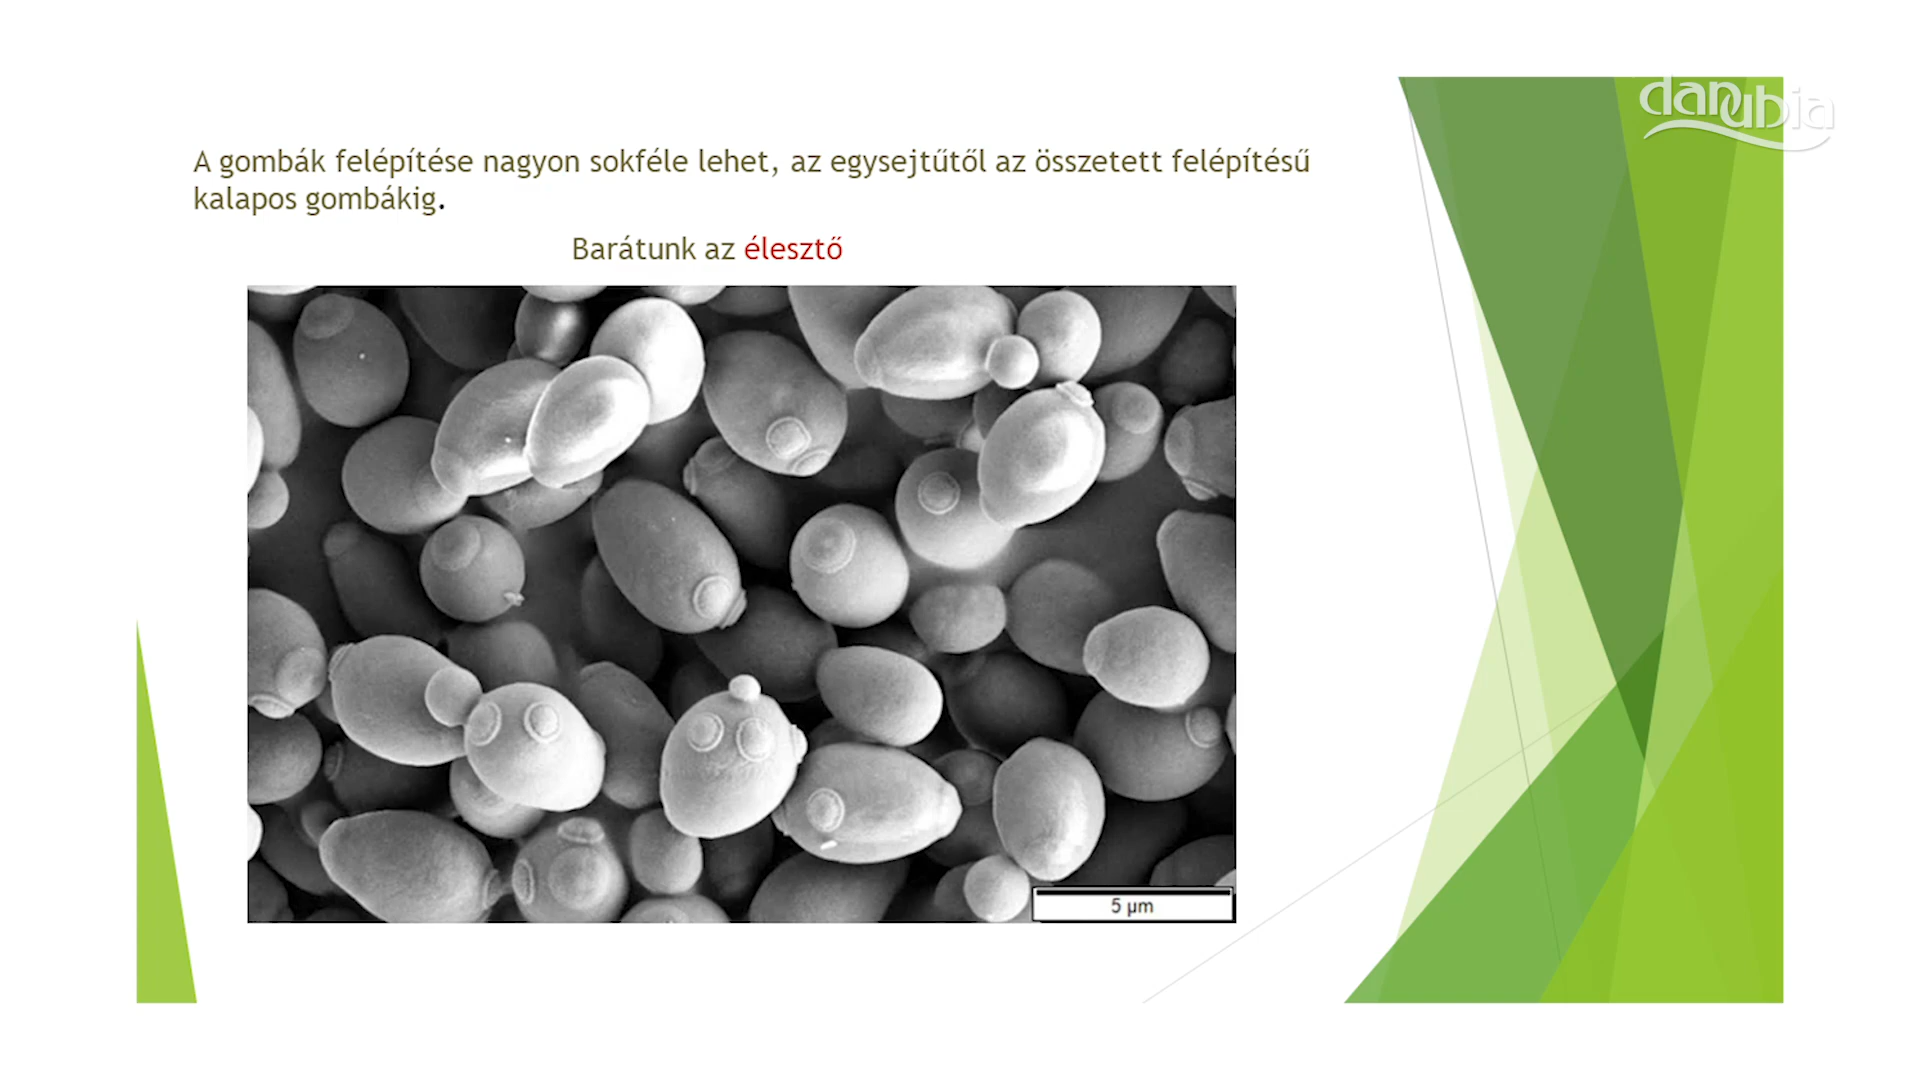 danubia
A gombák felépítése nagyon sokféle lehet, az egysejtűtől az összetett felépítésű
kalapos gombákig.
Barátunk az élesztő
5 µm